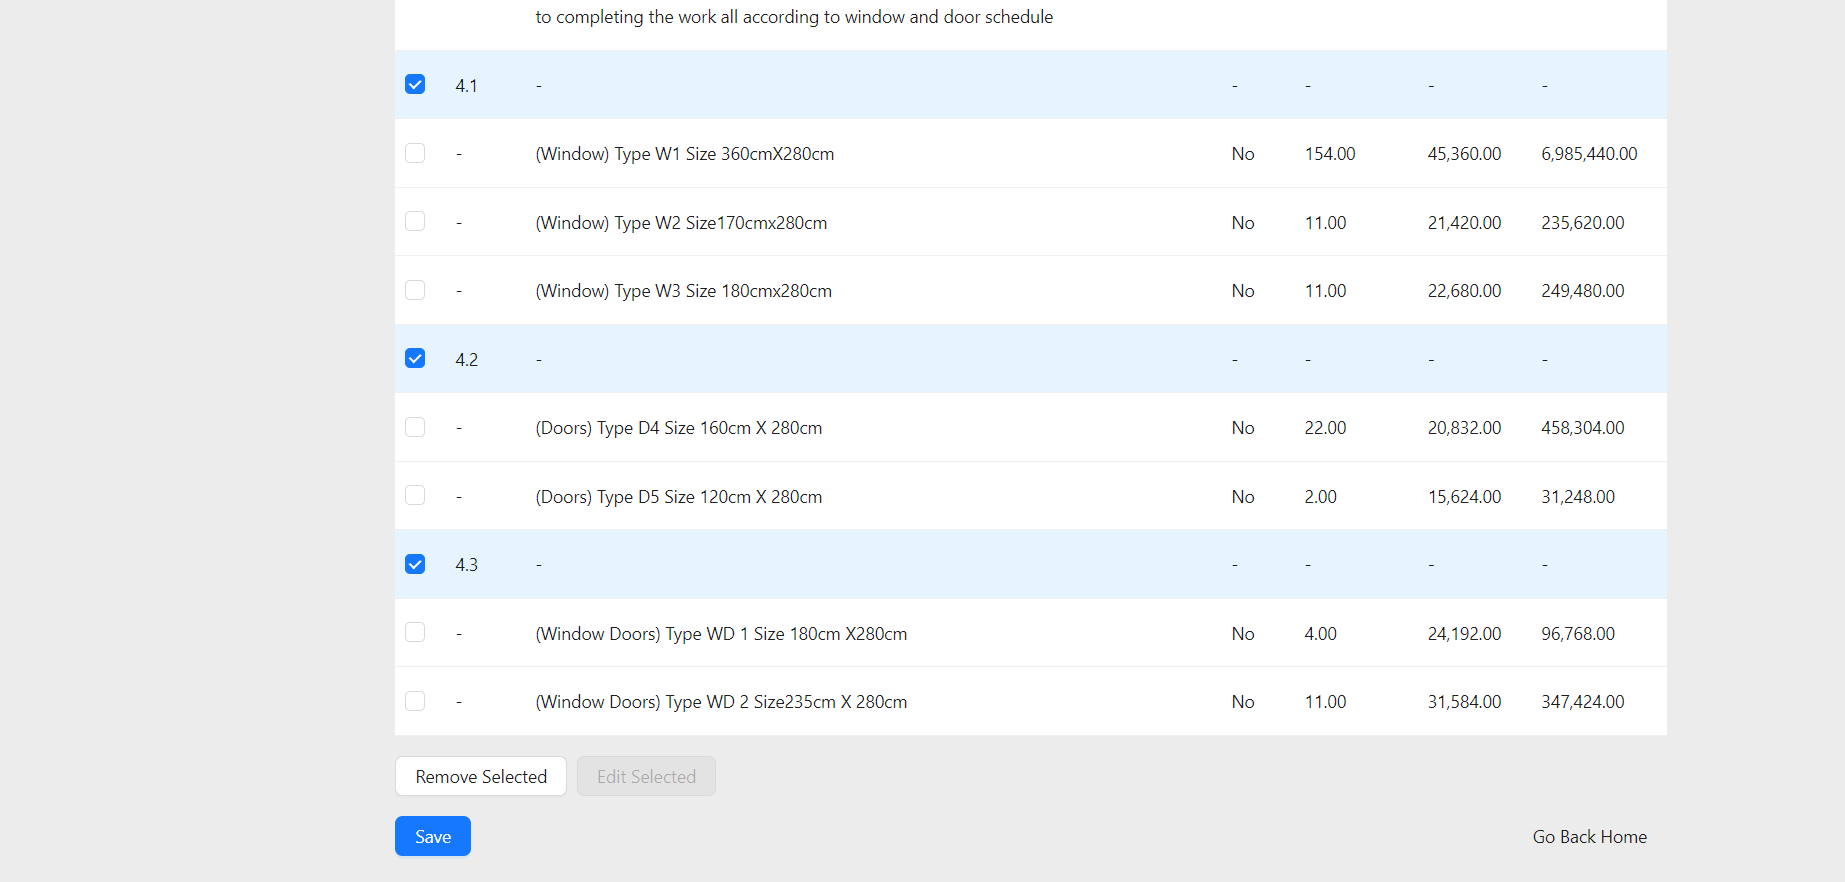 to completing the work all according to window and door schedule
4.1 - - - - -
- (Window) Type W1 Size 360cmX280cm No 154.00 45,360.00 6,985,440.00
- (Window) Type W2 Size170cmx280cm No 11.00 21,420.00 235,620.00
- (Window) Type W3 Size 180cmx280cm No 11.00 22,680.00 249,480.00
4.2 - - - - -
- (Doors) Type D4 Size 160cm X 280cm No 22.00 20,832.00 458,304.00
- (Doors) Type D5 Size 120cm X 280cm No 2.00 15,624.00 31,248.00
4.3 - - - - -
- (Window Doors) Type WD 1 Size 180cm X280cm No 4.00 24,192.00 96,768.00
- (Window Doors) Type WD 2 Size235cm X 280cm No 11.00 31,584.00 347,424.00
Remove Selected Edit Selected
Save Go Back Home